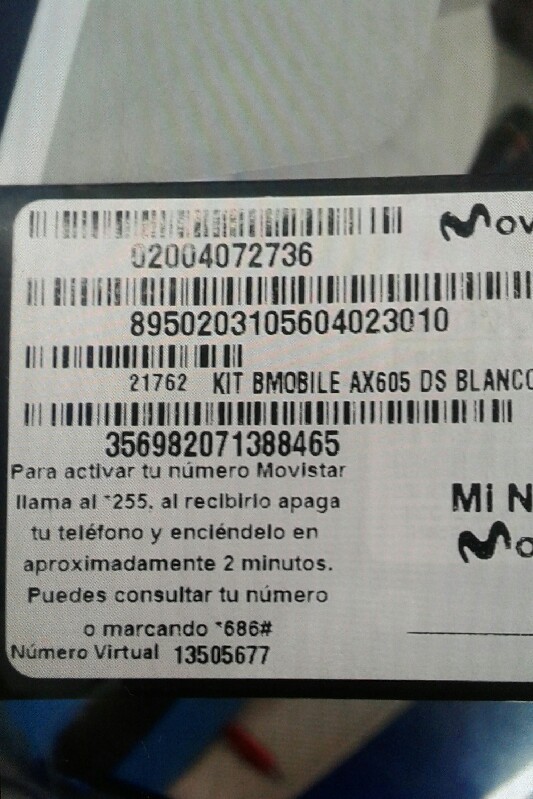 02004072736
8950203105604023010
21762 KIT BMOBILE AX605 DS BLANCO
356982071388465
Para activar tu número Movistar
llama al *255, al recibirlo apaga
tu teléfono y enciéndelo en
aproximadamente 2 minutos.
Puedes consultar tu número
o marcando *686#
Número Virtual 13505677
Mov
Mi N
Mo